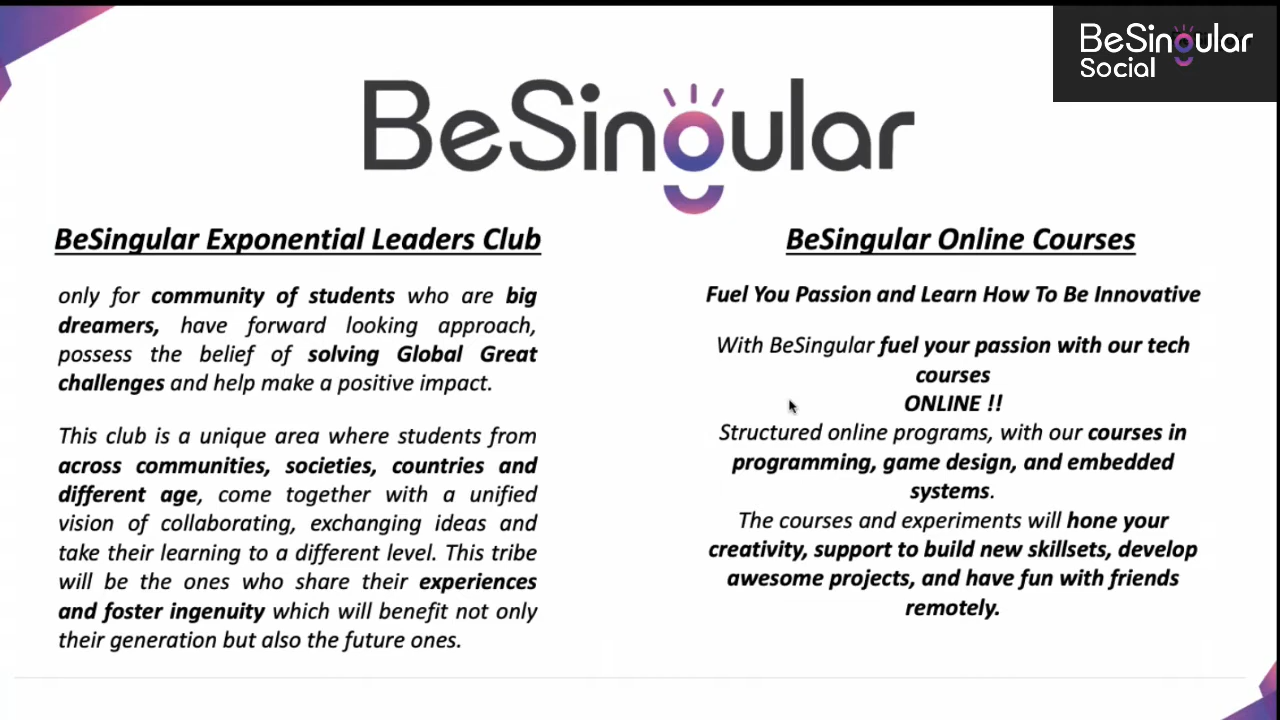 BeSingular
Social
BeSingular
BeSingular Exponential Leaders Club
only for community of students who are big
dreamers, have forward looking approach,
possess the belief of solving Global Great
challenges and help make a positive impact.
This club is a unique area where students from
across communities, societies, countries and
different age, come together with a unified
vision of collaborating, exchanging ideas and
take their learning to a different level. This tribe
will be the ones who share their experiences
and foster ingenuity which will benefit not only
their generation but also the future ones.
BeSingular Online Courses
Fuel You Passion and Learn How To Be Innovative
With BeSingular fuel your passion with our tech
courses
ONLINE !!
Structured online programs, with our courses in
programming, game design, and embedded
systems.
The courses and experiments will hone your
creativity, support to build new skillsets, develop
awesome projects, and have fun with friends
remotely.